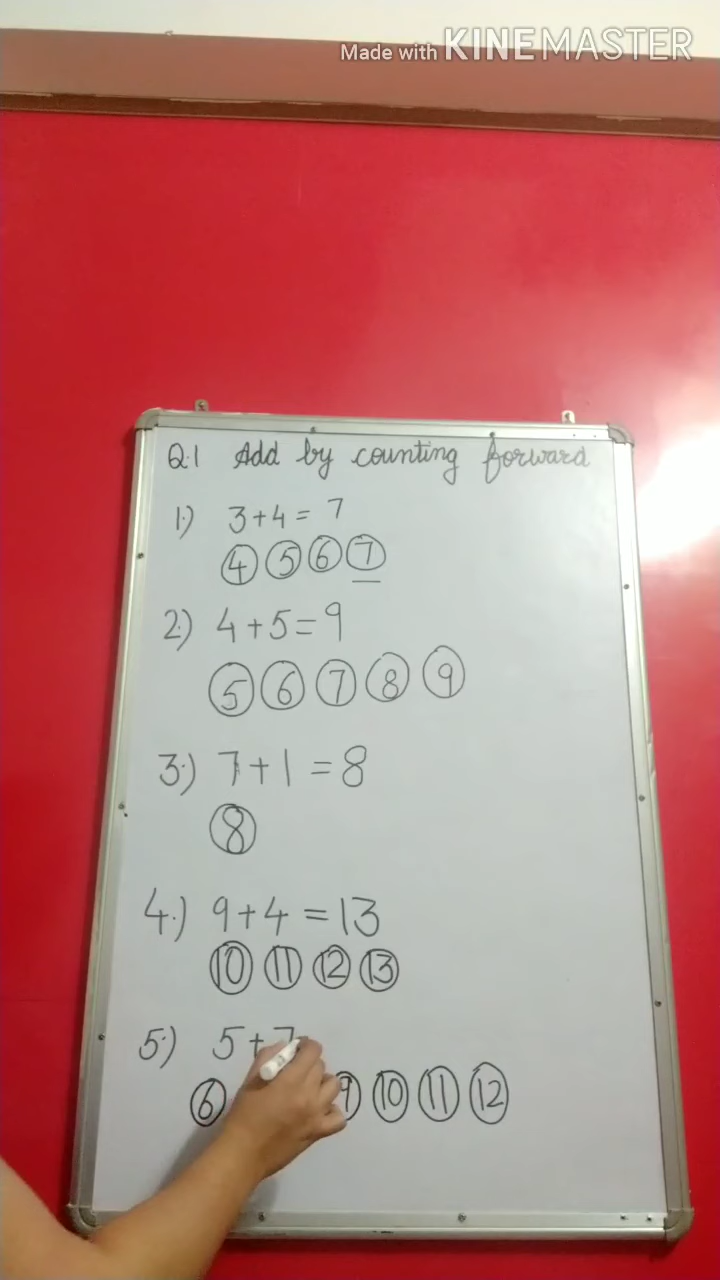 Made with KINEMASTER
Q.1 Add by counting forward
1.) 3+4= 7
4 5 6 7
2.) 4+5=9
5 6 7 8 9
3.) 7+1=8
8
4.) 9+4=13
10 11 12 13
5.) 5+7
6 9 10 11 12